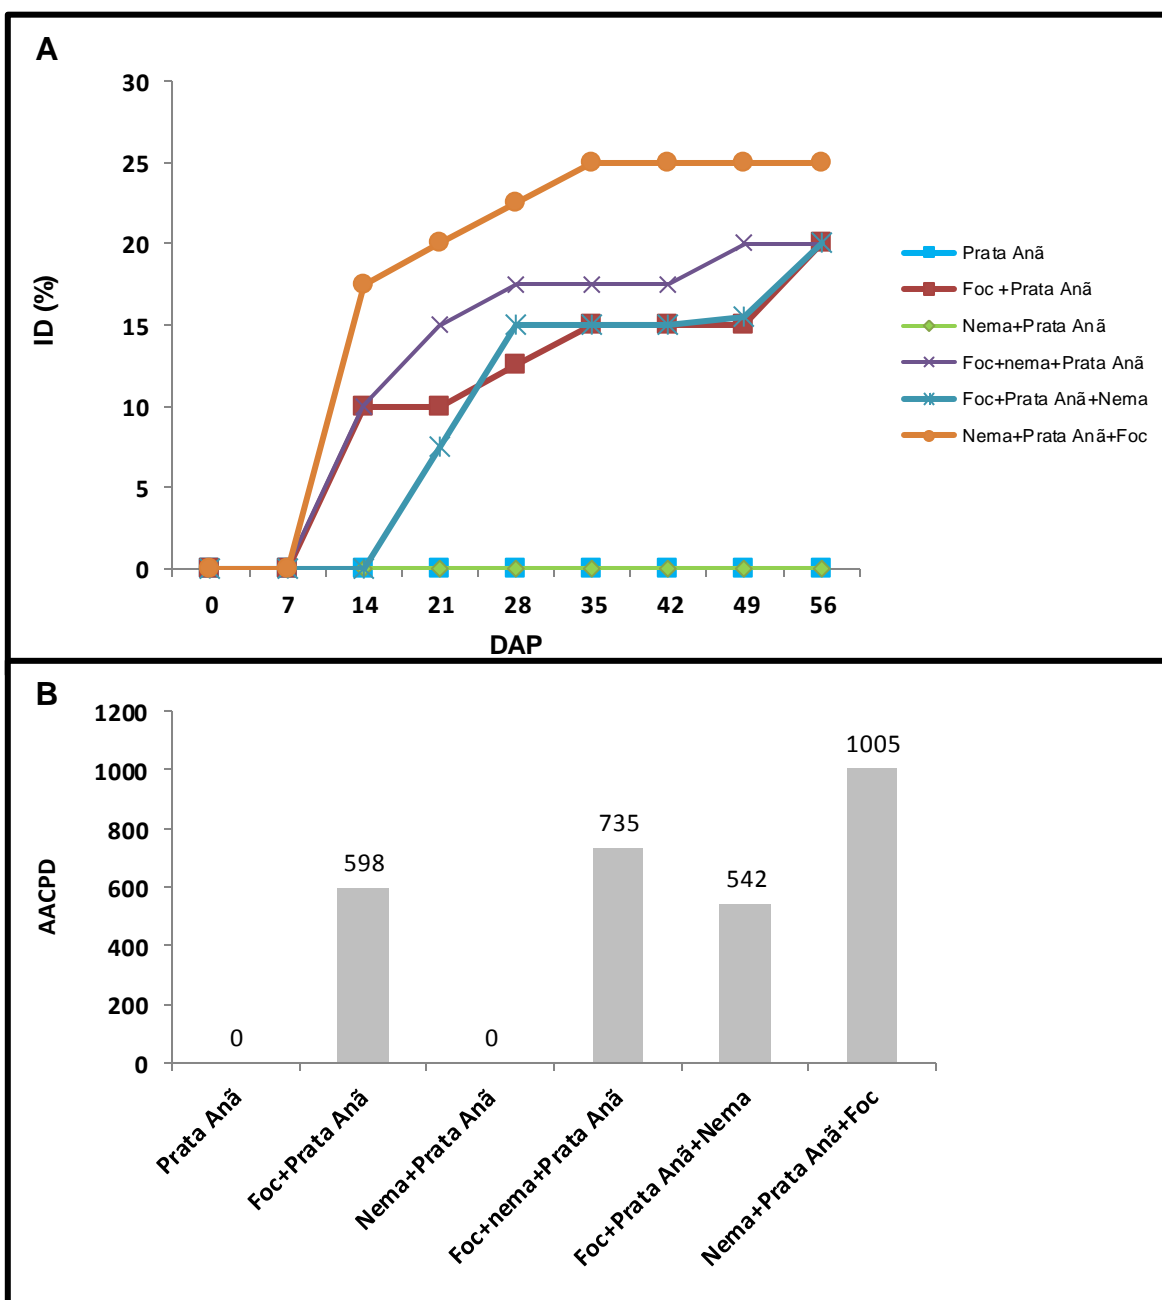 A
30
25
20
15
10
5
0
ID (%)
0 7 14 21 28 35 42 49 56
DAP
Prata Anã
Foc +Prata Anã
Nema+Prata Anã
Foc+nema+Prata Anã
Foc+Prata Anã+Nema
Nema+Prata Anã+Foc
B
1200
1000
800
600
400
200
0
AACPD
0
598
0
735
542
1005
Prata Anã
Foc+Prata Anã
Nema+Prata Anã
Foc+nema+Prata Anã
Foc+Prata Anã+Nema
Nema+Prata Anã+Foc